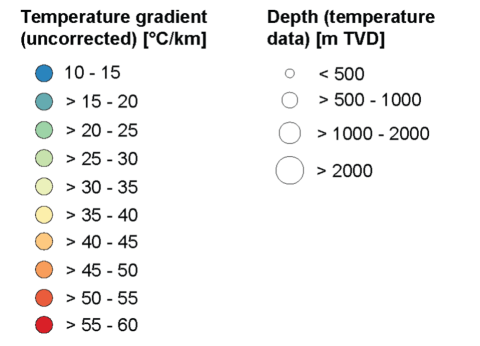 Temperature gradient
(uncorrected) [°C/km]
10 - 15
> 15 - 20
> 20 - 25
> 25 - 30
> 30 - 35
> 35 - 40
> 40 - 45
> 45 - 50
> 50 - 55
> 55 - 60
Depth (temperature
data) [m TVD]
< 500
> 500 - 1000
> 1000 - 2000
> 2000